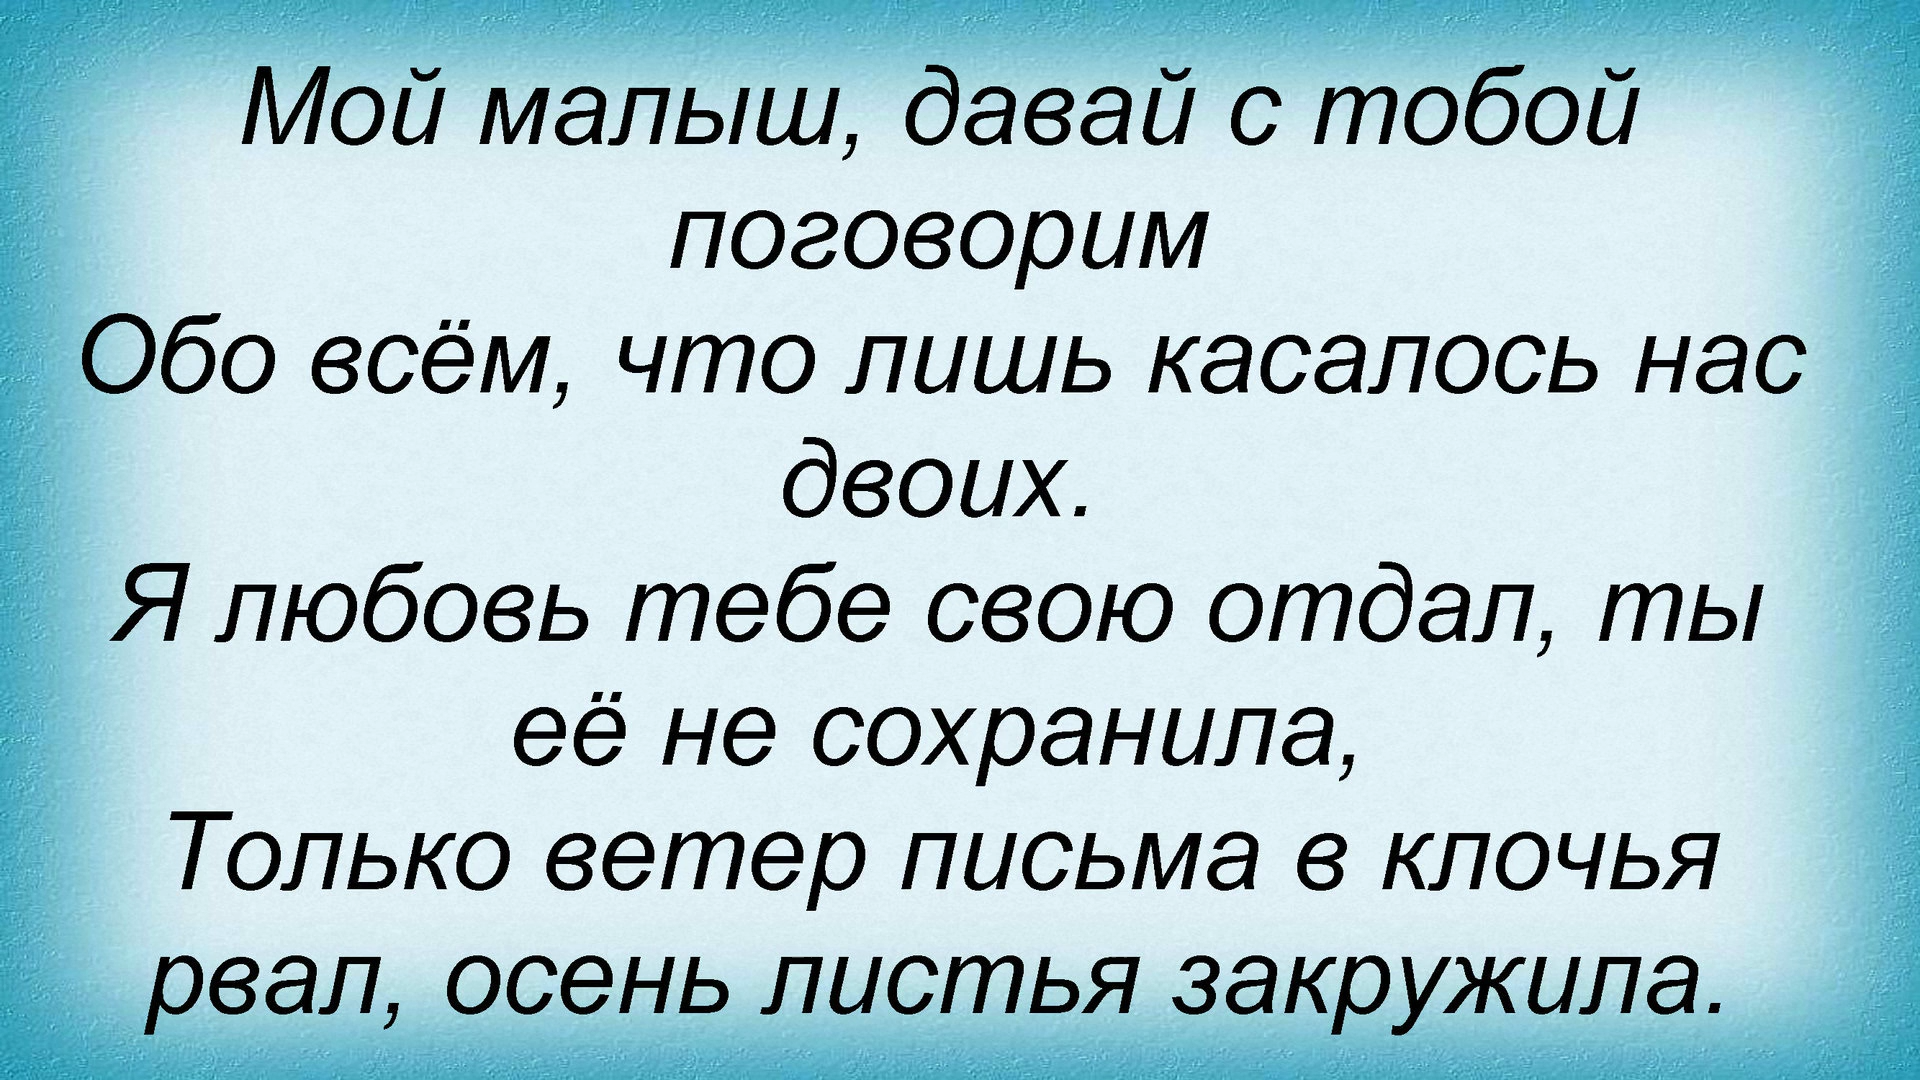 Мой малыш, давай с тобой
поговорим
Обо всём, что лишь касалось нас
двоих.
Я любовь тебе свою отдал, ты
её не сохранила,
Только ветер письма в клочья
рвал, осень листья закружила.